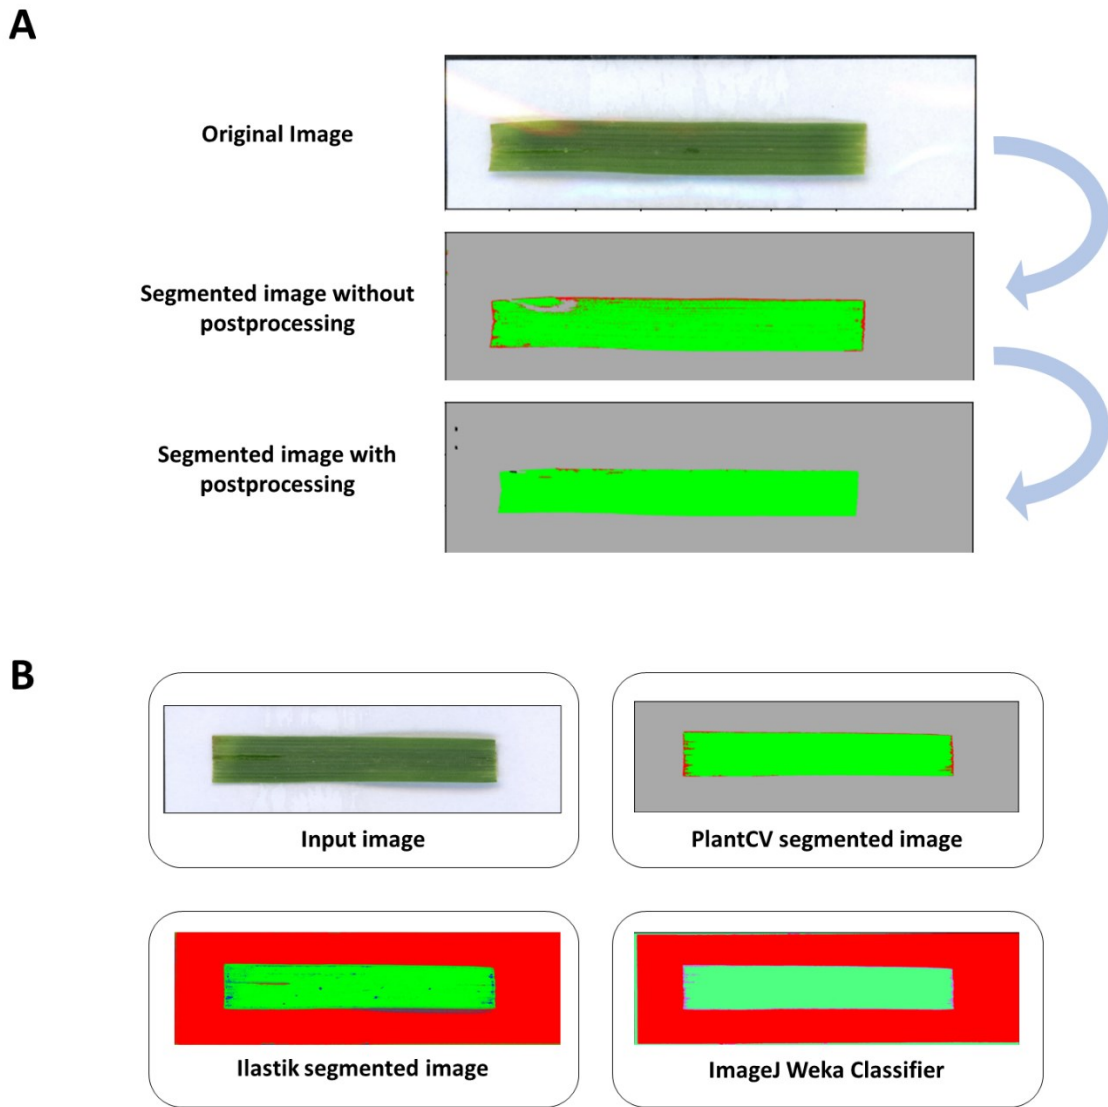 A
Original Image
Segmented image without
postprocessing
Segmented image with
postprocessing
B
Input image
PlantCV segmented image
Ilastik segmented image
ImageJ Weka Classifier